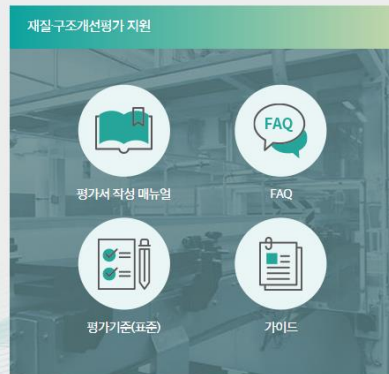 재질·구조개선평가 지원
FAQ
평가서 작성 매뉴얼
FAQ
평가기준(표준)
가이드